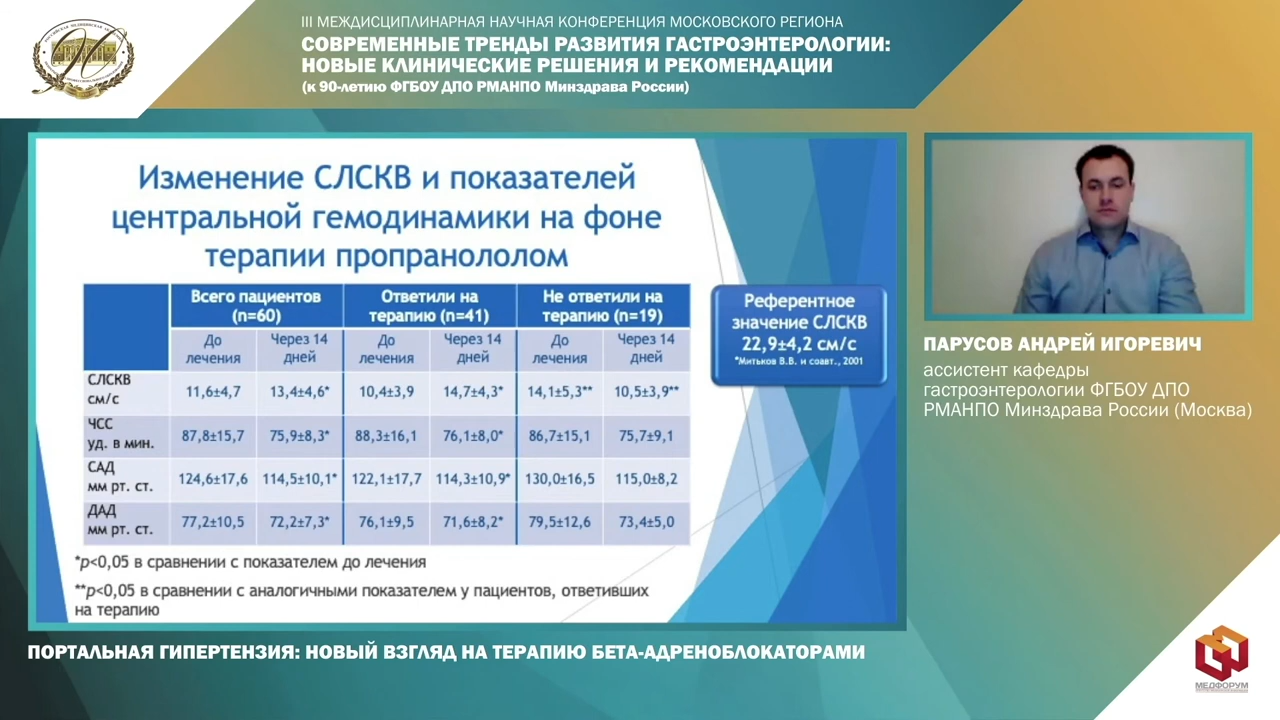 III МЕЖДИСЦИПЛИНАРНАЯ НАУЧНАЯ КОНФЕРЕНЦИЯ МОСКОВСКОГО РЕГИОНА
СОВРЕМЕННЫЕ ТРЕНДЫ РАЗВИТИЯ ГАСТРОЭНТЕРОЛОГИИ:
НОВЫЕ КЛИНИЧЕСКИЕ РЕШЕНИЯ И РЕКОМЕНДАЦИИ
(к 90-летию ФГБОУ ДПО РМАНПО Минздрава России)
Изменение СЛСКВ и показателей
центральной гемодинамики на фоне
терапии пропранололом
Всего пациентов (n=60) Ответили на терапию (n=41) Не ответили на терапию (n=19)
До лечения Через 14 дней До лечения Через 14 дней До лечения Через 14 дней
СЛСКВ см/с 11,6±4,7 13,4±4,6* 10,4±3,9 14,7±4,3* 14,1±5,3** 10,5±3,9**
ЧСС уд. в мин. 87,8±15,7 75,9±8,3* 88,3±16,1 76,1±8,0* 86,7±15,1 75,7±9,1
САД мм рт. ст. 124,6±17,6 114,5±10,1* 122,1±17,7 114,3±10,9* 130,0±16,5 115,0±8,2
ДАД мм рт. ст. 77,2±10,5 72,2±7,3* 76,1±9,5 71,6±8,2* 79,5±12,6 73,4±5,0
*p<0,05 в сравнении с показателем до лечения
**p<0,05 в сравнении с аналогичными показателем у пациентов, ответивших
на терапию
Референтное
значение СЛСКВ
22,9±4,2 см/с
*Митьков В.В. и соавт., 2001
ПАРУСОВ АНДРЕЙ ИГОРЕВИЧ
ассистент кафедры
гастроэнтерологии ФГБОУ ДПО
РМАНПО Минздрава России (Москва)
ПОРТАЛЬНАЯ ГИПЕРТЕНЗИЯ: НОВЫЙ ВЗГЛЯД НА ТЕРАПИЮ БЕТА-АДРЕНОБЛОКАТОРАМИ
МЕДФОРУМ